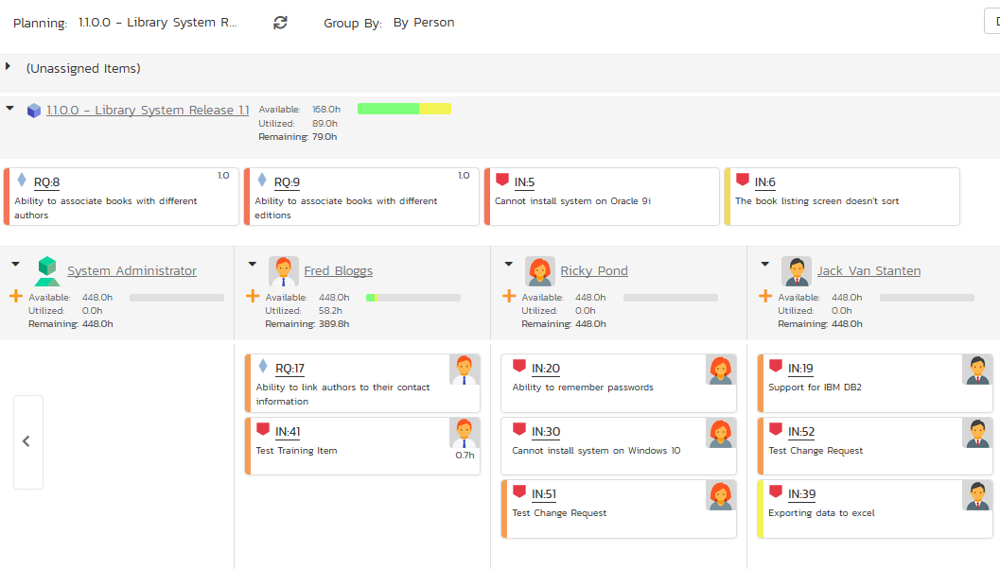 Planning: 1.1.0.0 - Library System R... Group By: By Person
(Unassigned Items)
1.1.0.0 - Library System Release 1.1
Available: 168.0h
Utilized: 89.0h
Remaining: 79.0h
RQ:8 1.0
Ability to associate books with different
authors
RQ:9 1.0
Ability to associate books with different
editions
IN:5
Cannot install system on Oracle 9i
IN:6
The book listing screen doesn't sort
System Administrator
Available: 448.0h
Utilized: 0.0h
Remaining: 448.0h
Fred Bloggs
Available: 448.0h
Utilized: 58.2h
Remaining: 389.8h
Ricky Pond
Available: 448.0h
Utilized: 0.0h
Remaining: 448.0h
Jack Van Stanten
Available: 448.0h
Utilized: 0.0h
Remaining: 448.0h
RQ:17
Ability to link authors to their contact
information
IN:41
Test Training Item
0.7h
IN:20
Ability to remember passwords
IN:30
Cannot install system on Windows 10
IN:51
Test Change Request
IN:19
Support for IBM DB2
IN:52
Test Change Request
IN:39
Exporting data to excel